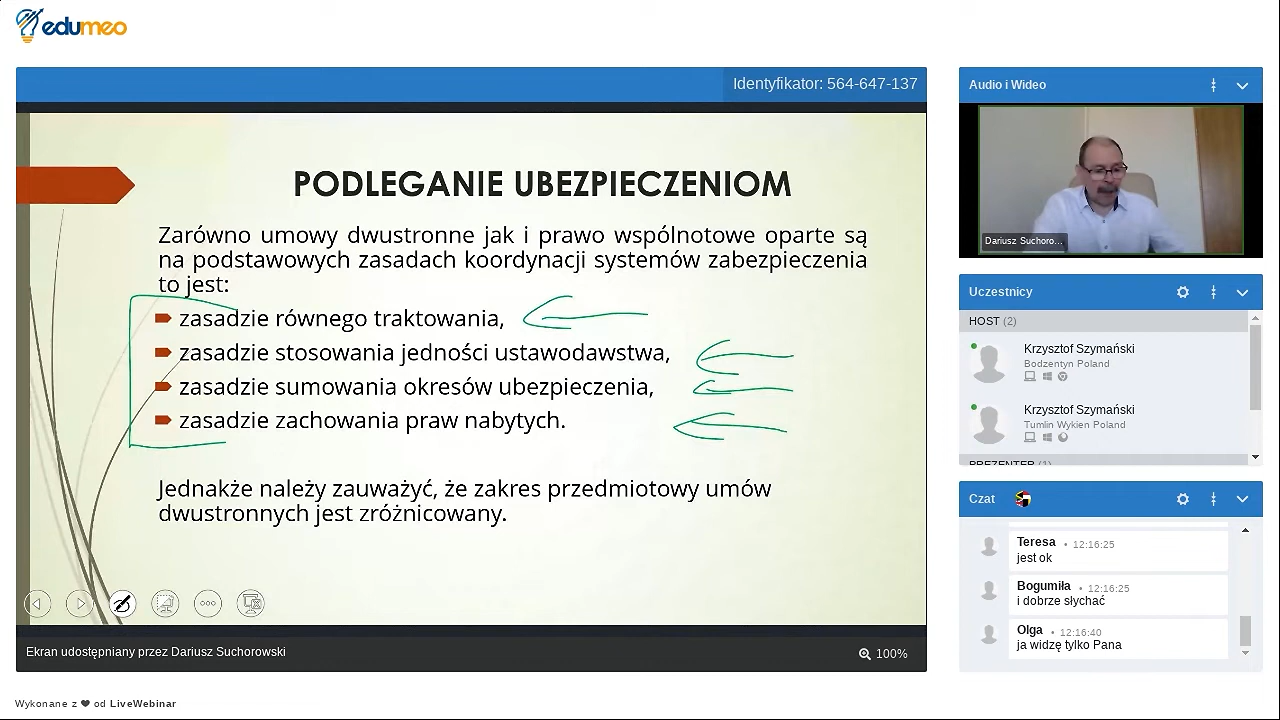 edumeo
Identyfikator: 564-647-137
PODLEGANIE UBEZPIECZENIOM
Zarówno umowy dwustronne jak i prawo wspólnotowe oparte są
na podstawowych zasadach koordynacji systemów zabezpieczenia
to jest:
zasadzie równego traktowania,
zasadzie stosowania jedności ustawodawstwa,
zasadzie sumowania okresów ubezpieczenia,
zasadzie zachowania praw nabytych.
Jednakże należy zauważyć, że zakres przedmiotowy umów
dwustronnych jest zróżnicowany.
Ekran udostępniany przez Dariusz Suchorowski
100%
Wykonane z ❤ od LiveWebinar
Audio i Wideo
Dariusz Suchoro...
Uczestnicy
HOST (2)
Krzysztof Szymański
Bodzentyn Poland
Krzysztof Szymański
Tumlin Wykien Poland
PREZENTER (1)
Czat
Teresa • 12:16:25
jest ok
Bogumiła • 12:16:25
i dobrze słychać
Olga • 12:16:40
ja widzę tylko Pana